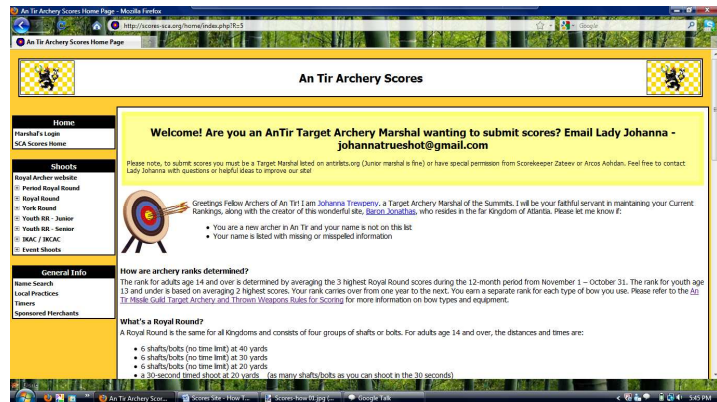 An Tir Archery Scores Home Page - Mozilla Firefox
http://scores-sca.org/home/index.php?R=5
Google
An Tir Archery Scores Home Page
An Tir Archery Scores
Home
Marshal's Login
SCA Scores Home
Shoots
Royal Archer website
Period Royal Round
Royal Round
York Round
Youth RR - Junior
Youth RR - Senior
IKAC / IKCAC
Event Shoots
General Info
Name Search
Local Practices
Timers
Sponsored Merchants
Welcome! Are you an AnTir Target Archery Marshal wanting to submit scores? Email Lady Johanna -
johannatrueshot@gmail.com
Please note, to submit scores you must be a Target Marshal listed on antirlists.org (Junior marshal is fine) or have special permission from Scorekeeper Zateev or Arcos Aohdan. Feel free to contact
Lady Johanna with questions or helpful ideas to improve our site!
Greetings Fellow Archers of An Tir! I am Johanna Trewpeny, a Target Archery Marshal of the Summits. I will be your faithful servant in maintaining your Current
Rankings, along with the creator of this wonderful site, Baron Jonathas, who resides in the far Kingdom of Atlantia. Please let me know if:
• You are a new archer in An Tir and your name is not on this list
• Your name is listed with missing or misspelled information
How are archery ranks determined?
The rank for adults age 14 and over is determined by averaging the 3 highest Royal Round scores during the 12-month period from November 1 – October 31. The rank for youth age
13 and under is based on averaging 2 highest scores. Your rank carries over from one year to the next. You earn a separate rank for each type of bow you use. Please refer to the An
Tir Missile Guild Target Archery and Thrown Weapons Rules for Scoring for more information on bow types and equipment.
What's a Royal Round?
A Royal Round is the same for all Kingdoms and consists of four groups of shafts or bolts. For adults age 14 and over, the distances and times are:
• 6 shafts/bolts (no time limit) at 40 yards
• 6 shafts/bolts (no time limit) at 30 yards
• 6 shafts/bolts (no time limit) at 20 yards
• a 30-second timed shoot at 20 yards (as many shafts/bolts as you can shoot in the 30 seconds)
An Tir Archery Scor...
Scores Site - How T...
Scores-how 01.jpg (...
Google Talk
5:45 PM